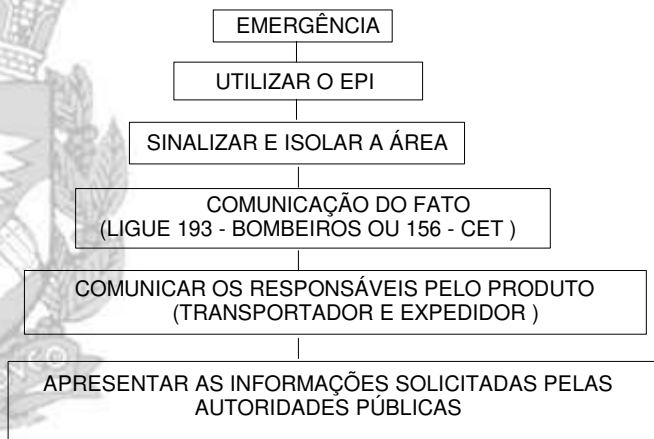 EMERGÊNCIA
UTILIZAR O EPI
SINALIZAR E ISOLAR A ÁREA
COMUNICAÇÃO DO FATO
(LIGUE 193 - BOMBEIROS OU 156 - CET )
COMUNICAR OS RESPONSÁVEIS PELO PRODUTO
(TRANSPORTADOR E EXPEDIDOR )
APRESENTAR AS INFORMAÇÕES SOLICITADAS PELAS
AUTORIDADES PÚBLICAS